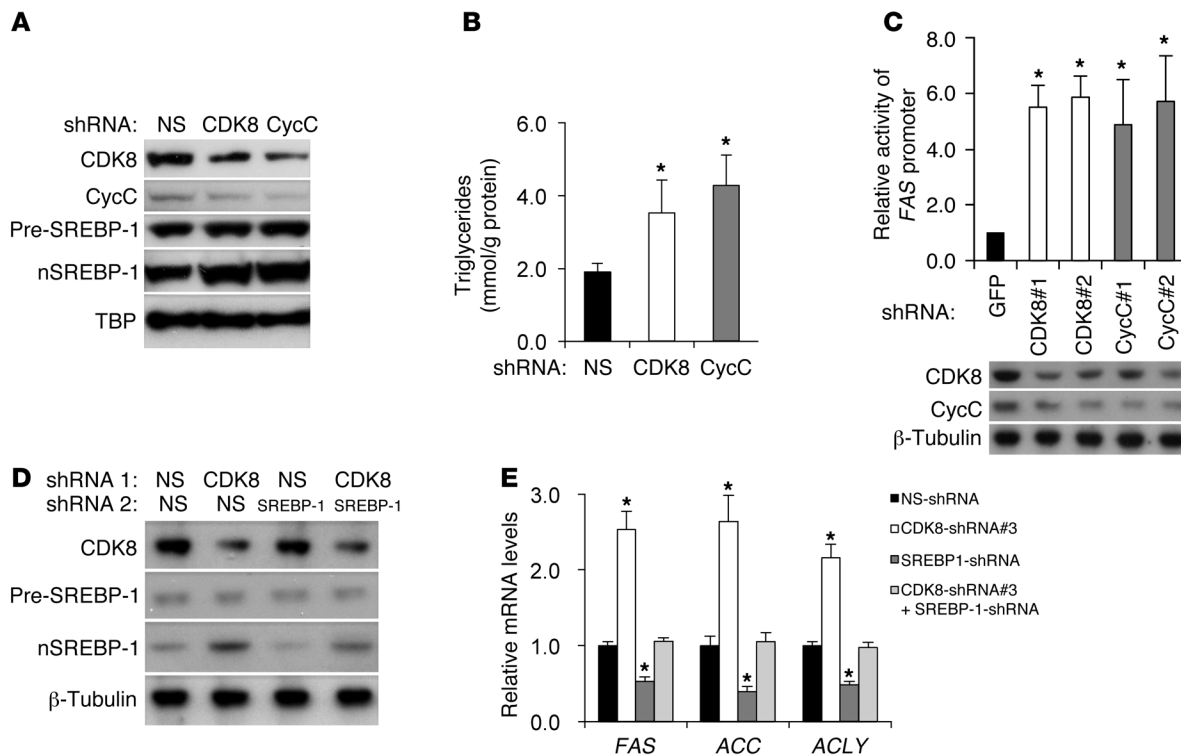 A
shRNA: NS CDK8 CycC
CDK8
CycC
Pre-SREBP-1
nSREBP-1
TBP
B
Triglycerides
(mmol/g protein)
6.0
4.0
2.0
0.0
* *
shRNA: NS CDK8 CycC
C
Relative activity of
FAS promoter
8.0
6.0
4.0
2.0
0.0
* * * *
shRNA:
GFP
CDK8#1
CDK8#2
CycC#1
CycC#2
CDK8
CycC
β-Tubulin
D
shRNA 1: NS CDK8 NS CDK8
shRNA 2: NS NS SREBP-1 SREBP-1
CDK8
Pre-SREBP-1
nSREBP-1
β-Tubulin
E
Relative mRNA levels
3.0
2.0
1.0
0.0
* * * * * *
FAS ACC ACLY
NS-shRNA
CDK8-shRNA#3
SREBP1-shRNA
CDK8-shRNA#3
+ SREBP-1-shRNA